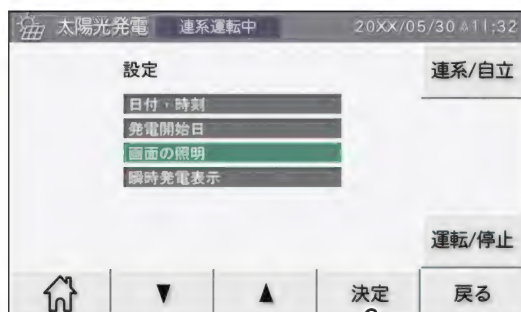 太陽光発電 連系運転中 20XX/05/30 11:32
設定
連系/自立
日付・時刻
発電開始日
画面の照明
瞬時発電表示
運転/停止
▼ ▲ 決定 戻る